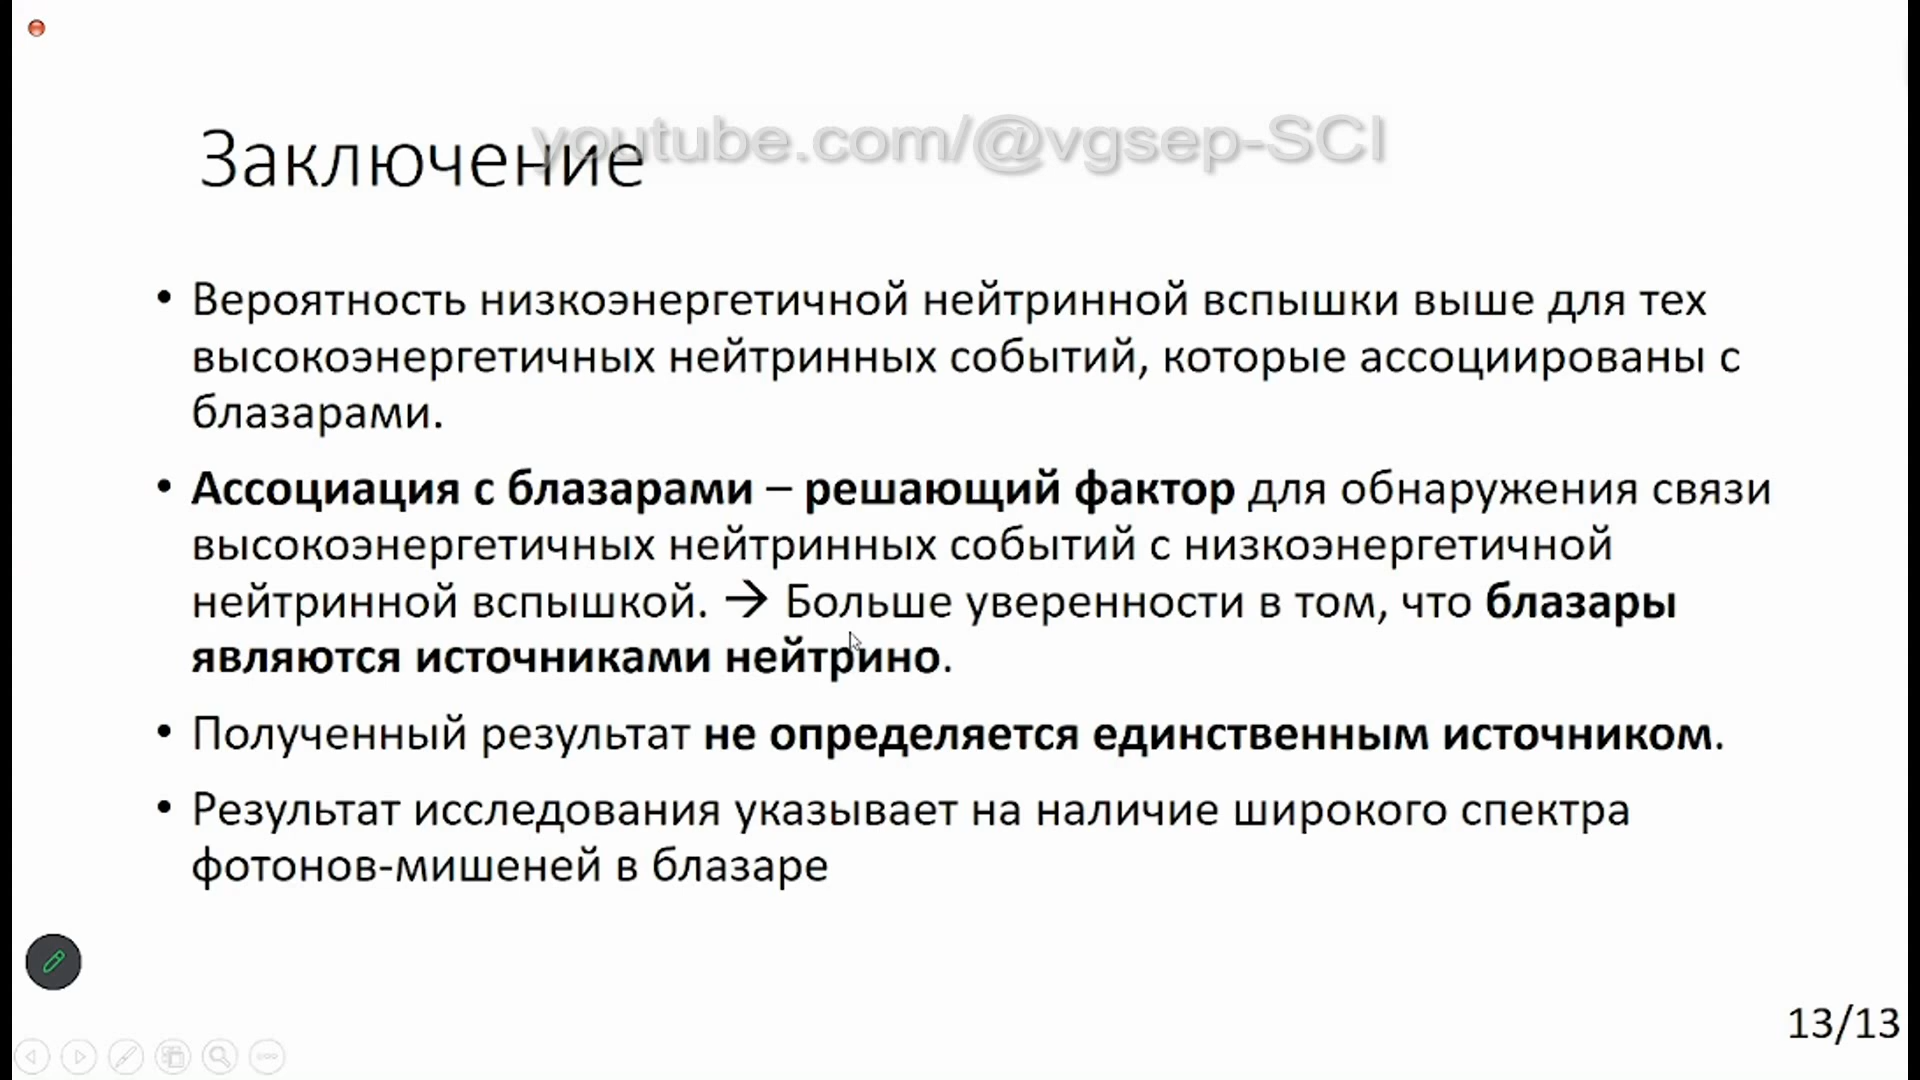 youtube.com/@vgsep-SCI
Заключение
• Вероятность низкоэнергетичной нейтринной вспышки выше для тех
высокоэнергетичных нейтринных событий, которые ассоциированы с
блазарами.
• Ассоциация с блазарами – решающий фактор для обнаружения связи
высокоэнергетичных нейтринных событий с низкоэнергетичной
нейтринной вспышкой. → Больше уверенности в том, что блазары
являются источниками нейтрино.
• Полученный результат не определяется единственным источником.
• Результат исследования указывает на наличие широкого спектра
фотонов-мишеней в блазаре
13/13